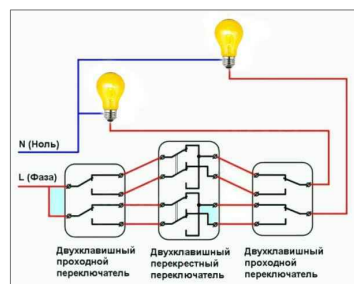 N (Ноль)
L (Фаза)
Двухклавишный
проходной
переключатель
Двухклавишный
перекрестный
переключатель
Двухклавишный
проходной
переключатель